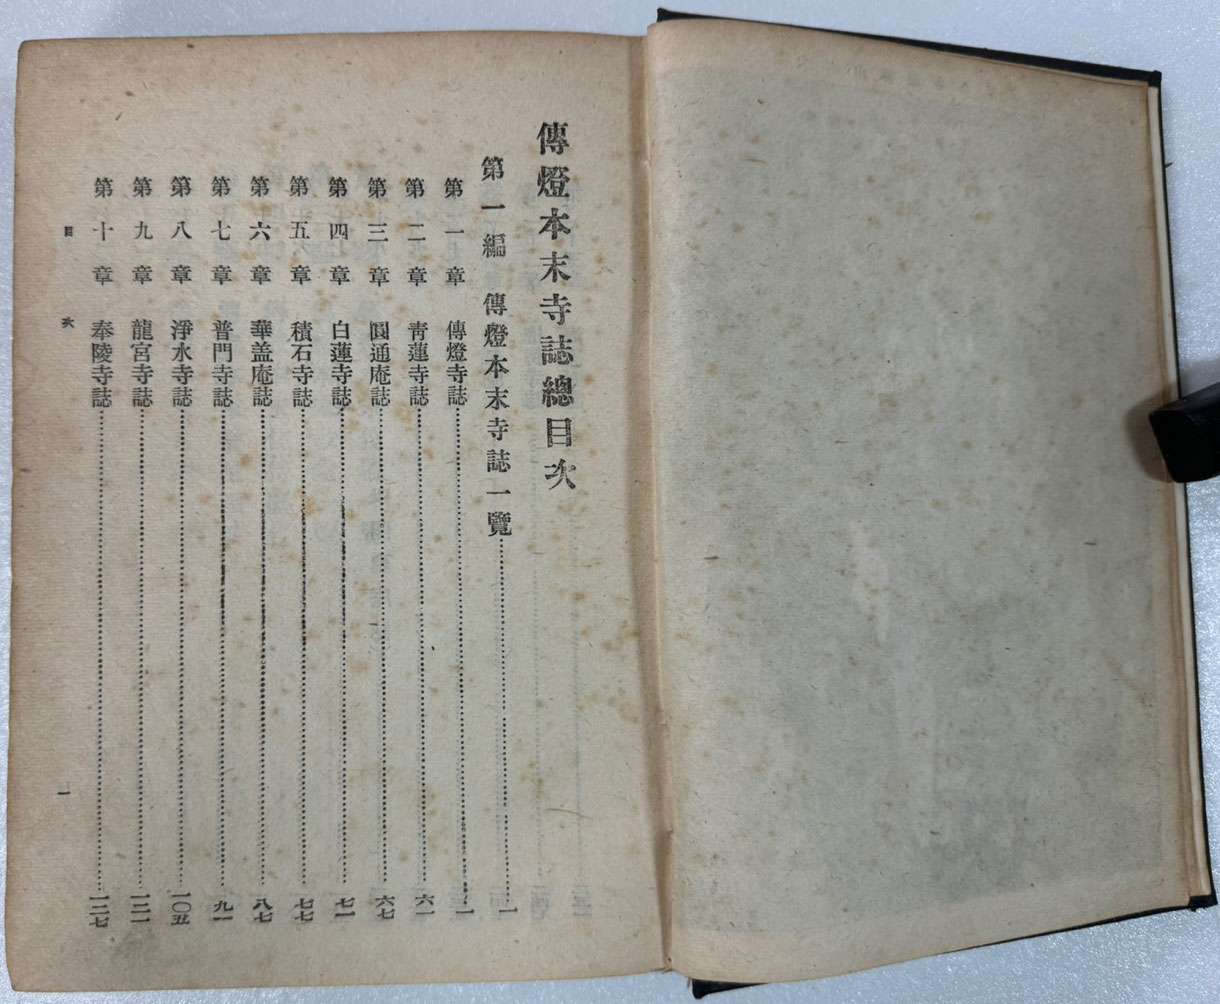 傳燈本末寺誌總目次
第一編 傳燈本末寺誌一覽………一
第一章 傳燈寺誌………一
第二章 靑蓮寺誌………六一
第三章 圓通庵誌………六七
第四章 白蓮寺誌………七一
第五章 積石寺誌………七七
第六章 華盖庵誌………八七
第七章 普門寺誌………九一
第八章 淨水寺誌………一〇五
第九章 龍宮寺誌………一二一
第十章 奉陵寺誌………一二七
目次 一